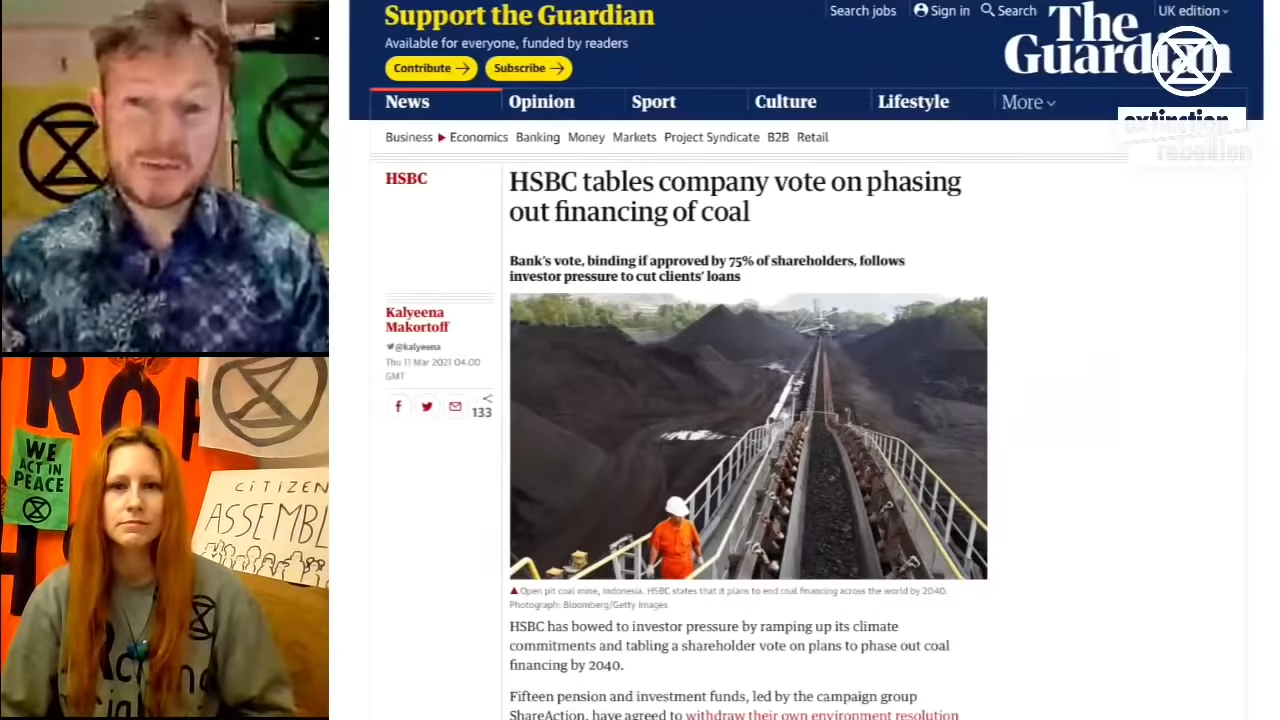 Support the Guardian
Available for everyone, funded by readers
Contribute
Subscribe
Search jobs
Sign in
Search
UK edition
The
Guardian
News
Opinion
Sport
Culture
Lifestyle
More
extinction
rebellion
Business
Economics
Banking
Money
Markets
Project Syndicate
B2B
Retail
HSBC
HSBC tables company vote on phasing
out financing of coal
Bank's vote, binding if approved by 75% of shareholders, follows
investor pressure to cut clients' loans
Kalyeena
Makortoff
@kalyeena
Thu 11 Mar 2021 04.00
GMT
133
Open pit coal mine, Indonesia. HSBC states that it plans to end coal financing across the world by 2040.
Photograph: Bloomberg/Getty Images
HSBC has bowed to investor pressure by ramping up its climate
commitments and tabling a shareholder vote on plans to phase out coal
financing by 2040.
Fifteen pension and investment funds, led by the campaign group
ShareAction, have agreed to withdraw their own environment resolution
WE
ACT IN
PEACE
CITIZEN
ASSEMBL